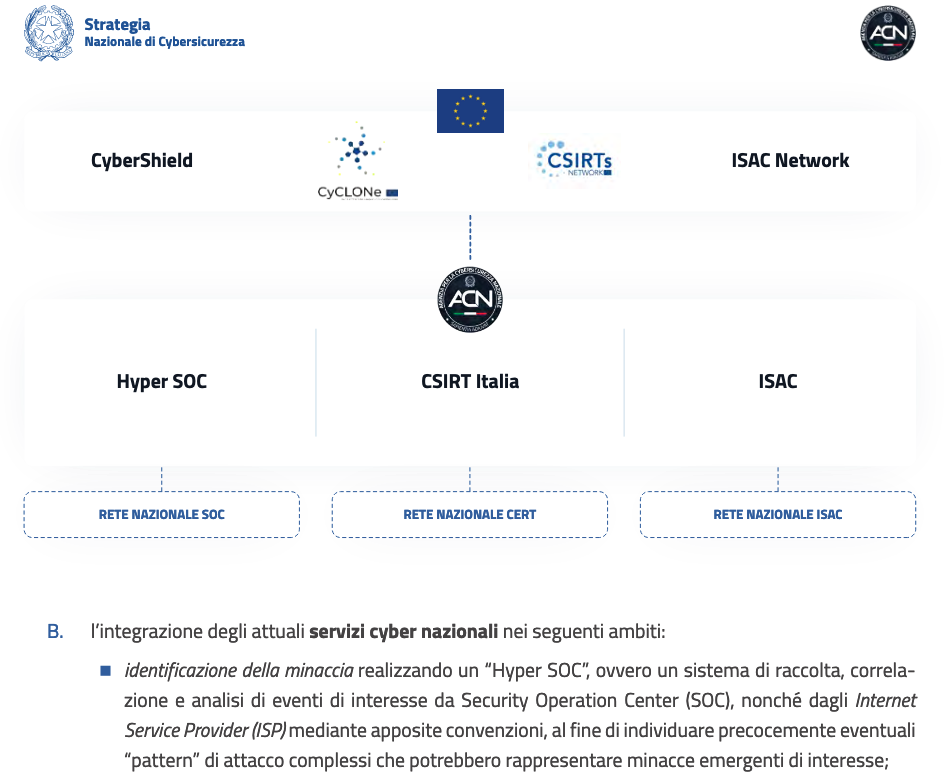 Strategia
Nazionale di Cybersicurezza
ACN
CyberShield
CyCLONe
CSIRTs
NETWORK
ISAC Network
ACN
Hyper SOC
CSIRT Italia
ISAC
RETE NAZIONALE SOC
RETE NAZIONALE CERT
RETE NAZIONALE ISAC
B. l’integrazione degli attuali servizi cyber nazionali nei seguenti ambiti:
■ identificazione della minaccia realizzando un “Hyper SOC”, ovvero un sistema di raccolta, correla-
zione e analisi di eventi di interesse da Security Operation Center (SOC), nonché dagli Internet
Service Provider (ISP) mediante apposite convenzioni, al fine di individuare precocemente eventuali
“pattern” di attacco complessi che potrebbero rappresentare minacce emergenti di interesse;